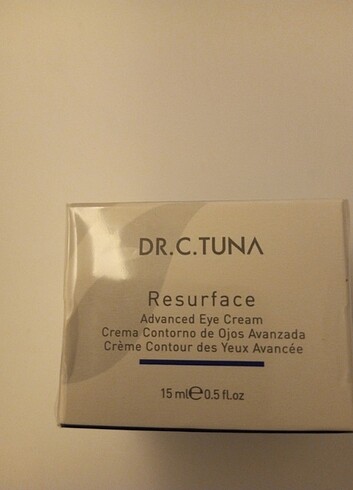 DR.C.TUNA
Resurface
Advanced Eye Cream
Crema Contorno de Ojos Avanzada
Crème Contour des Yeux Avancée
15 ml℮0.5 fl.oz